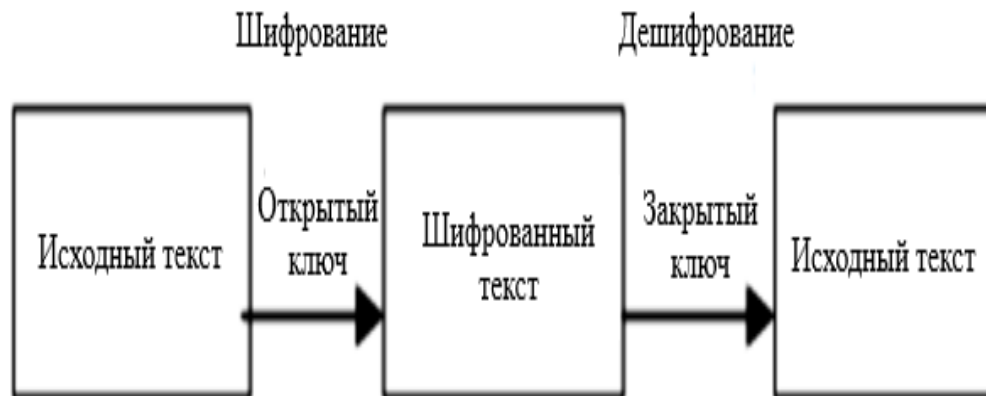 Шифрование
Дешифрование
Исходный текст
Открытый
ключ
Шифрованный
текст
Закрытый
ключ
Исходный текст